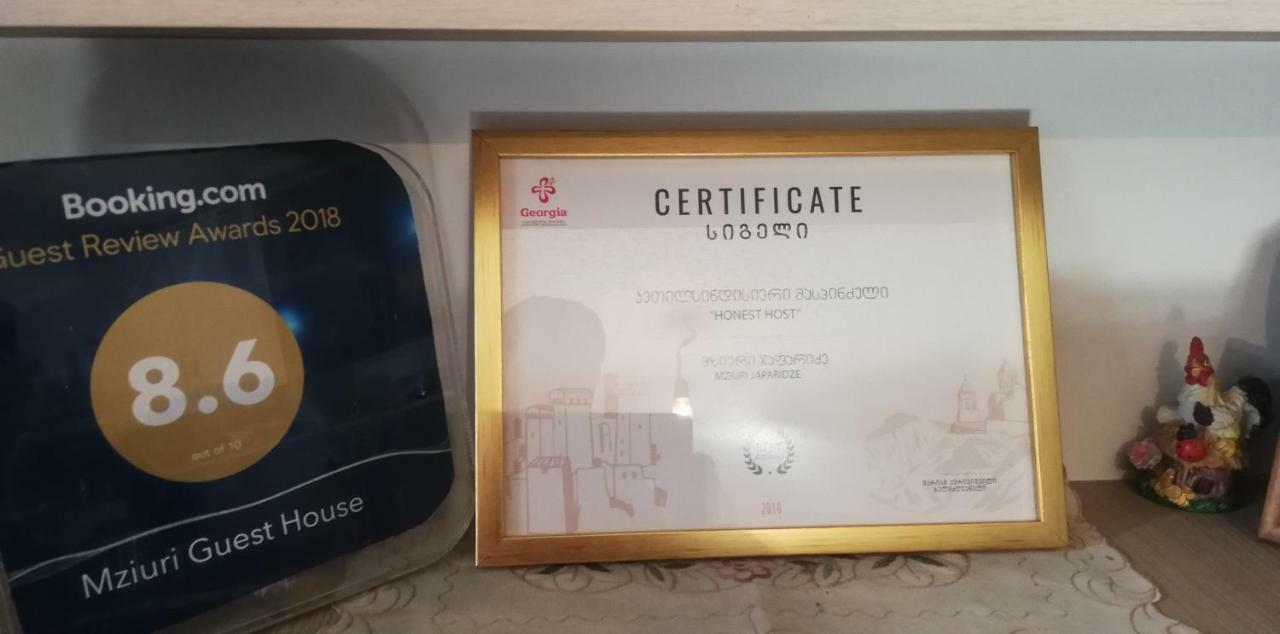 Booking.com
Guest Review Awards 2018
8.6
out of 10
Mziuri Guest House
Georgia
CERTIFICATE
სიგელი
კეთილსინდისიერი მასპინძელი
"HONEST HOST"
მზიური ჯაფარიძე
MZIURI JAPARIDZE
BEST